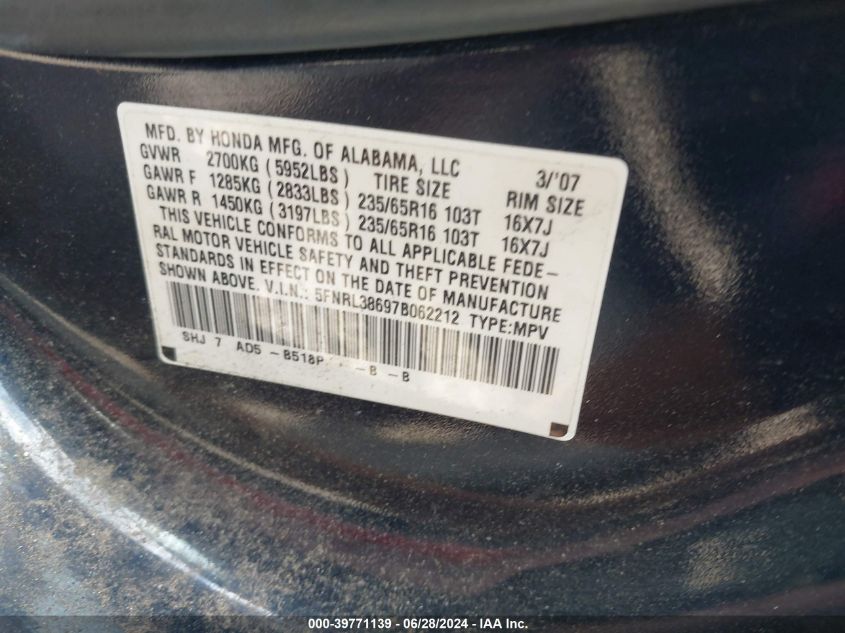 MFD. BY HONDA MFG. OF ALABAMA, LLC 3/'07
GVWR 2700KG (5952LBS) TIRE SIZE RIM SIZE
GAWR F 1285KG (2833LBS) 235/65R16 103T 16X7J
GAWR R 1450KG (3197LBS) 235/65R16 103T 16X7J
THIS VEHICLE CONFORMS TO ALL APPLICABLE FEDE-
RAL MOTOR VEHICLE SAFETY AND THEFT PREVENTION
STANDARDS IN EFFECT ON THE DATE OF MANUFACTURE
SHOWN ABOVE. V.I.N.: 5FNRL38697B062212 TYPE:MPV
SHJ 7 AD5 - B518P - B - B
000-39771139 - 06/28/2024 - IAA Inc.